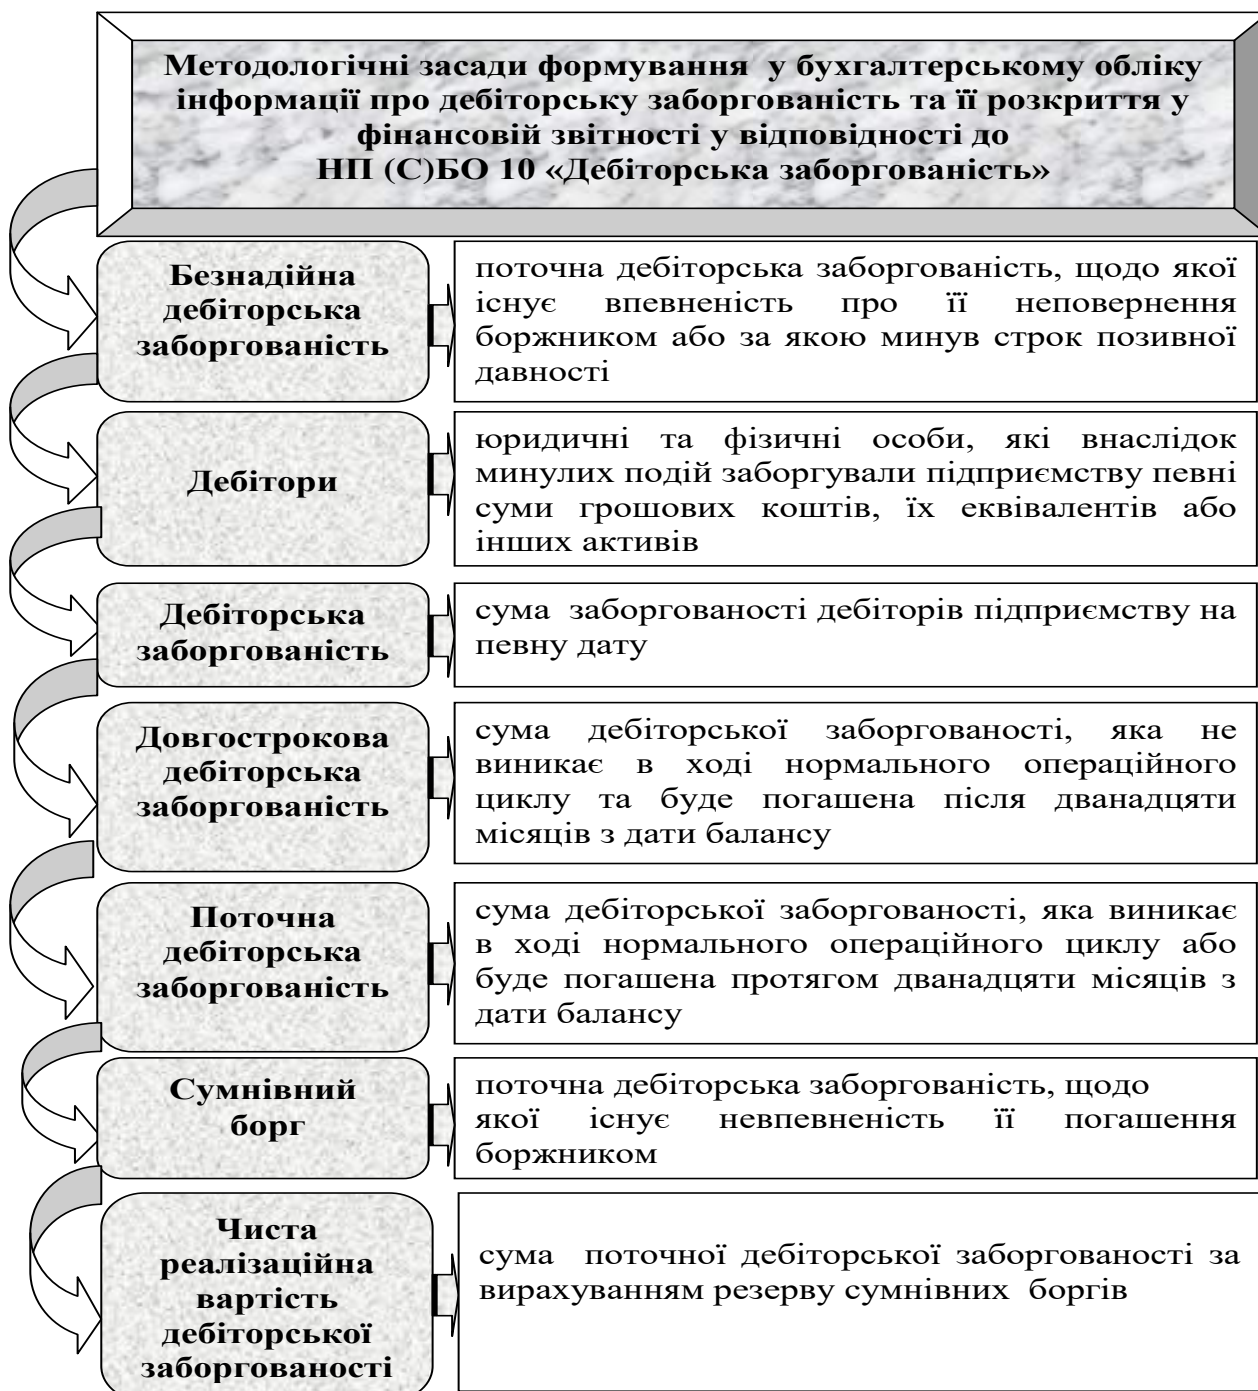 Методологічні засади формування у бухгалтерському обліку
інформації про дебіторську заборгованість та її розкриття у
фінансовій звітності у відповідності до
НП (С)БО 10 «Дебіторська заборгованість»
Безнадійна
дебіторська
заборгованість
поточна дебіторська заборгованість, щодо якої
існує впевненість про її неповернення
боржником або за якою минув строк позивної
давності
Дебітори
юридичні та фізичні особи, які внаслідок
минулих подій заборгували підприємству певні
суми грошових коштів, їх еквівалентів або
інших активів
Дебіторська
заборгованість
сума заборгованості дебіторів підприємству на
певну дату
Довгострокова
дебіторська
заборгованість
сума дебіторської заборгованості, яка не
виникає в ході нормального операційного
циклу та буде погашена після дванадцяти
місяців з дати балансу
Поточна
дебіторська
заборгованість
сума дебіторської заборгованості, яка виникає
в ході нормального операційного циклу або
буде погашена протягом дванадцяти місяців з
дати балансу
Сумнівний
борг
поточна дебіторська заборгованість, щодо
якої існує невпевненість її погашення
боржником
Чиста
реалізаційна
вартість
дебіторської
заборгованості
сума поточної дебіторської заборгованості за
вирахуванням резерву сумнівних боргів